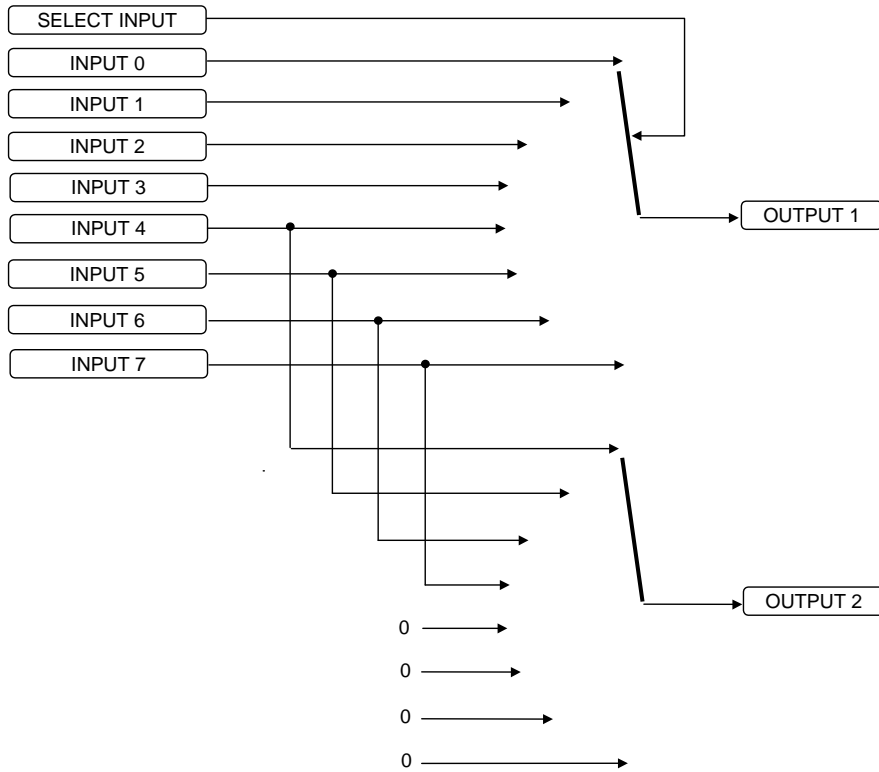 SELECT INPUT
INPUT 0
INPUT 1
INPUT 2
INPUT 3
INPUT 4
OUTPUT 1
INPUT 5
INPUT 6
INPUT 7
OUTPUT 2
0
0
0
0